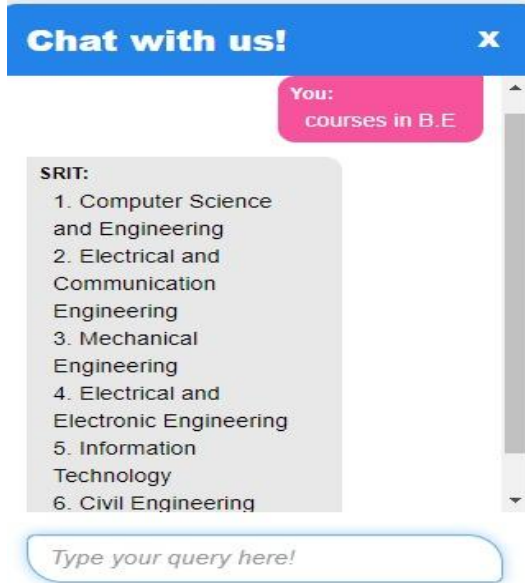 Chat with us!
x
You:
courses in B.E
SRIT:
1. Computer Science
and Engineering
2. Electrical and
Communication
Engineering
3. Mechanical
Engineering
4. Electrical and
Electronic Engineering
5. Information
Technology
6. Civil Engineering
Type your query here!